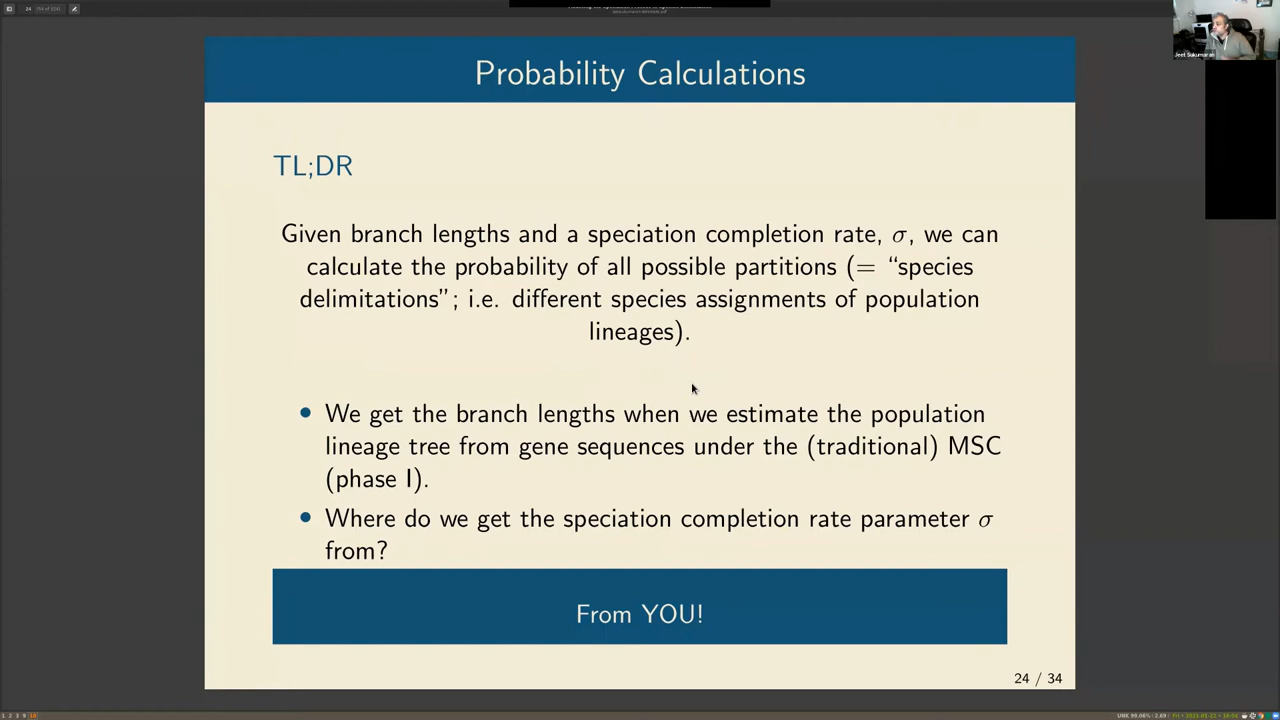 24
Probability Calculations
Jeet Sukumaran
TL;DR
Given branch lengths and a speciation completion rate, σ, we can
calculate the probability of all possible partitions (= “species
delimitations”; i.e. different species assignments of population
lineages).
• We get the branch lengths when we estimate the population
lineage tree from gene sequences under the (traditional) MSC
(phase I).
• Where do we get the speciation completion rate parameter σ
from?
From YOU!
24 / 34